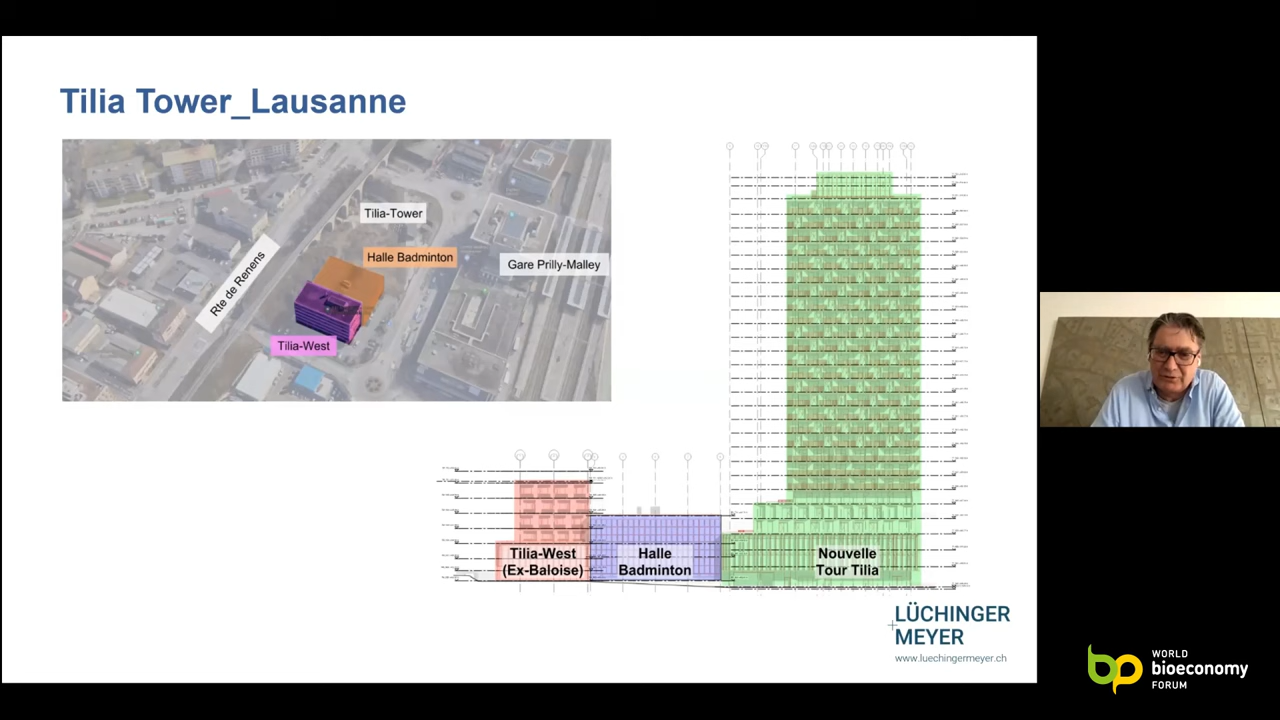 Tilia Tower_Lausanne
Tilia-Tower
Halle Badminton
Gare Prilly-Malley
Rte de Renens
Tilia-West
Tilia-West
(Ex-Baloise)
Halle
Badminton
Nouvelle
Tour Tilia
LÜCHINGER
MEYER
www.luechingermeyer.ch
WORLD
bioeconomy
FORUM
bp